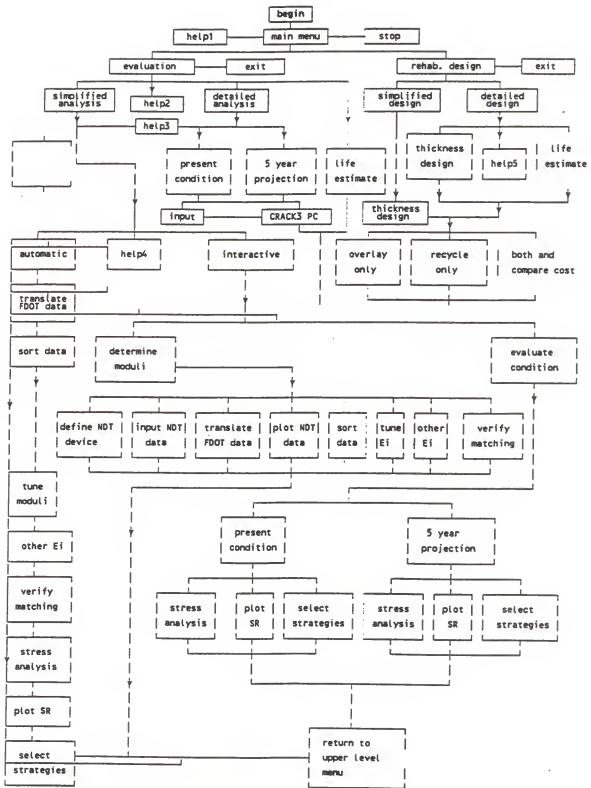 begin
help1
main menu
stop
evaluation
exit
rehab. design
exit
simplified
analysis
help2
detailed
analysis
simplified
design
detailed
design
help3
present
condition
5 year
projection
life
estimate
thickness
design
help5
life
estimate
input
CRACK3 PC
thickness
design
automatic
help4
interactive
overlay
only
recycle
only
both and
compare cost
translate
FDOT data
sort data
determine
moduli
evaluate
condition
define NDT
device
input NDT
data
translate
FDOT data
plot NDT
data
sort
data
tune
Ei
other
Ei
verify
matching
tune
moduli
other Ei
verify
matching
present
condition
5 year
projection
stress
analysis
plot
SR
select
strategies
stress
analysis
plot
SR
select
strategies
stress
analysis
plot SR
select
strategies
return to
upper level
menu